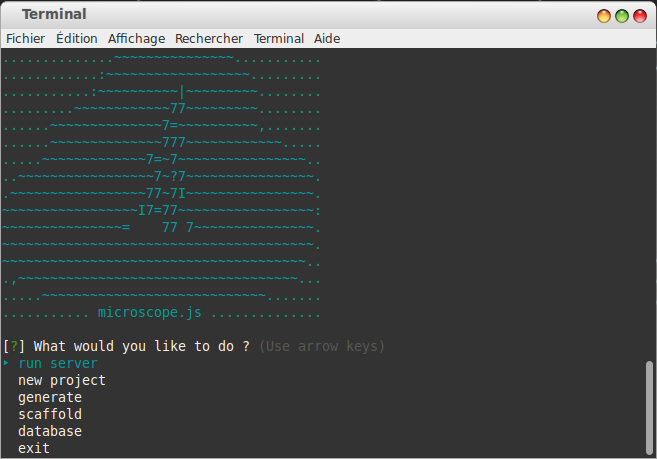 Terminal
Fichier Édition Affichage Rechercher Terminal Aide
..............~~~~~~~~~~~~~~~...........
............:~~~~~~~~~~~~~~~~~~.........
...........:~~~~~~~~~~|~~~~~~~~~........
.........~~~~~~~~~~~~77~~~~~~~~~........
......~~~~~~~~~~~~~~7=~~~~~~~~~~,.......
......~~~~~~~~~~~~~~777~~~~~~~~~~~~.....
.....~~~~~~~~~~~~~7=~7~~~~~~~~~~~~~~~~..
..~~~~~~~~~~~~~~~~~7~?7~~~~~~~~~~~~~~~~.
.~~~~~~~~~~~~~~~~~77~7I~~~~~~~~~~~~~~~~.
~~~~~~~~~~~~~~~~~I7=77~~~~~~~~~~~~~~~~~:
~~~~~~~~~~~~~~~=    77 7~~~~~~~~~~~~~~~.
~~~~~~~~~~~~~~~~~~~~~~~~~~~~~~~~~~~~~~~.
~~~~~~~~~~~~~~~~~~~~~~~~~~~~~~~~~~~~~~..
.,~~~~~~~~~~~~~~~~~~~~~~~~~~~~~~~~~~~...
.....~~~~~~~~~~~~~~~~~~~~~~~~~~~~.......
........... microscope.js ..............
[?] What would you like to do ? (Use arrow keys)
‣ run server
new project
generate
scaffold
database
exit